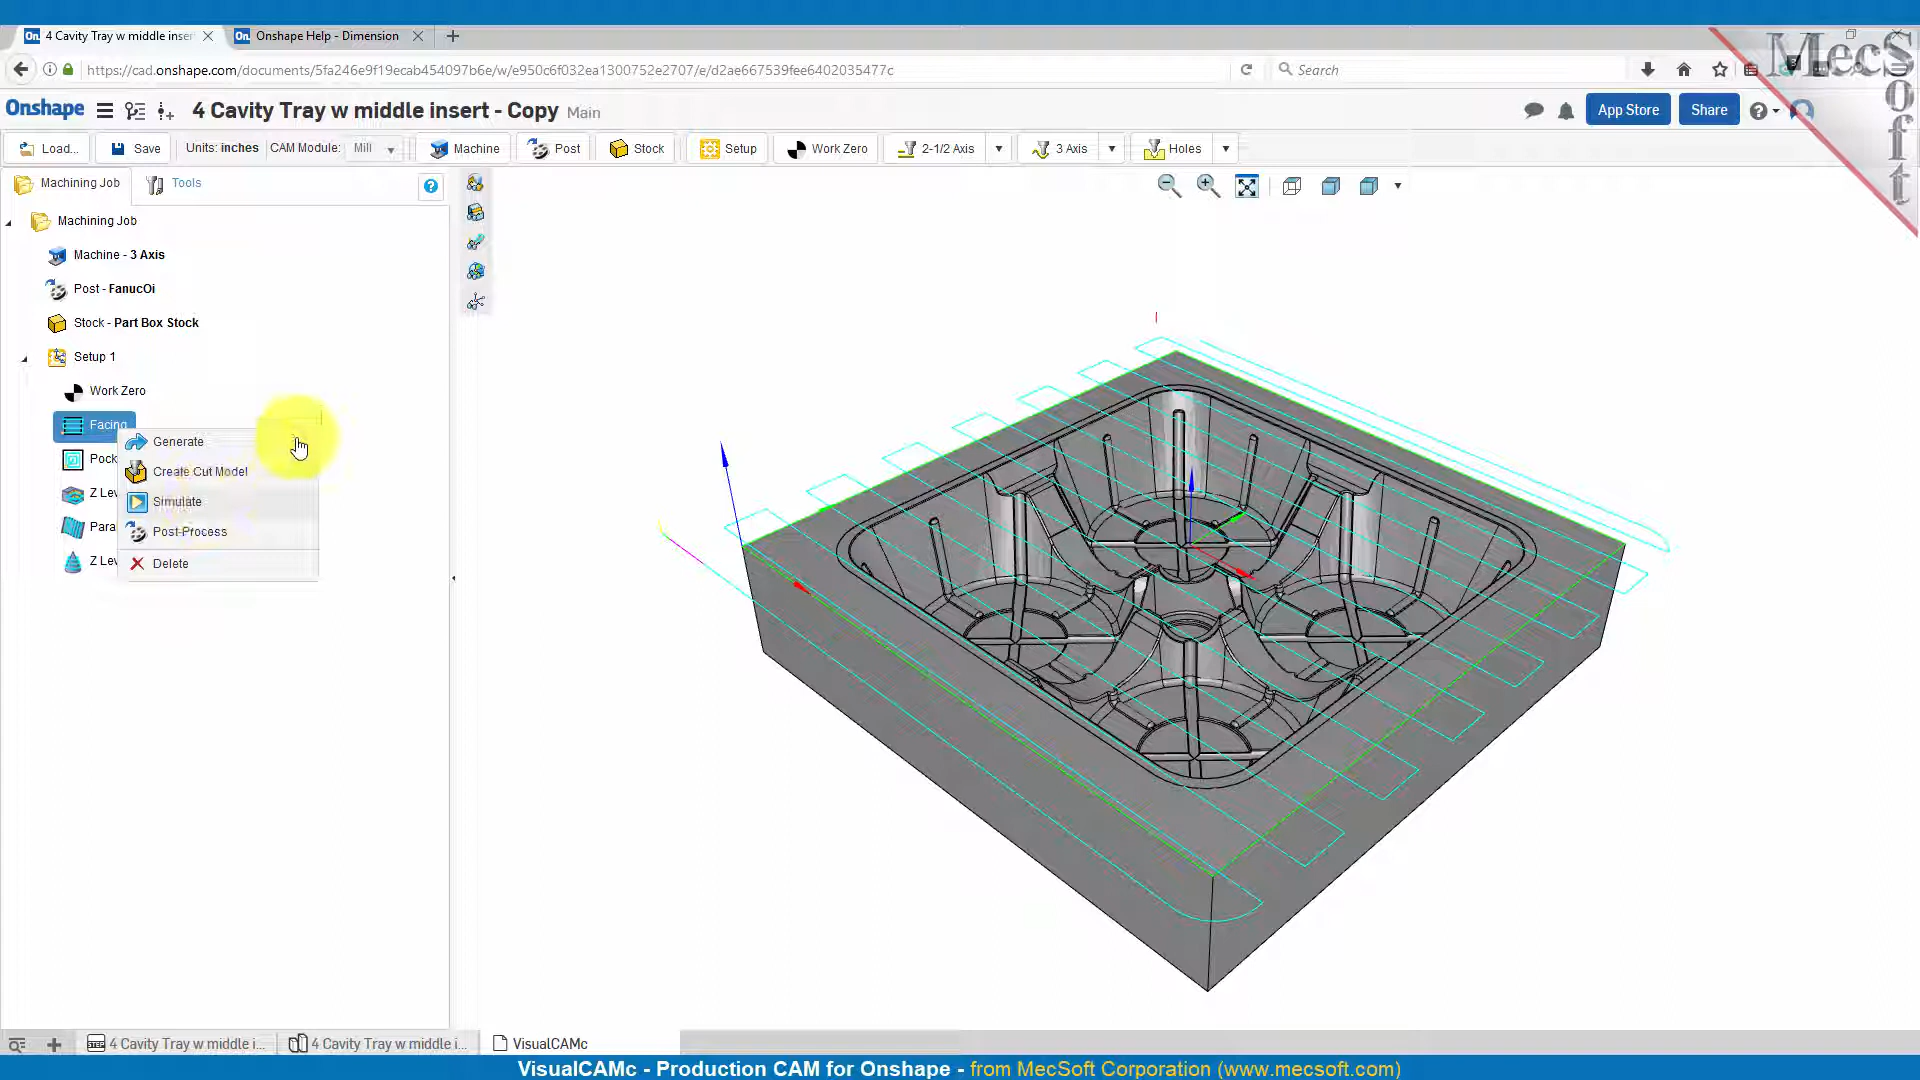 4 Cavity Tray w middle inser
Onshape Help - Dimension
https://cad.onshape.com/documents/5fa246e9f19ecab454097b6e/w/e950c6f032ea1300752e2707/e/d2ae667539fee6402035477c
Search
MecSoft
Onshape
4 Cavity Tray w middle insert - Copy Main
App Store
Share
Load...
Save
Units: inches
CAM Module: Mill
Machine
Post
Stock
Setup
Work Zero
2-1/2 Axis
3 Axis
Holes
Machining Job
Tools
Machining Job
Machine - 3 Axis
Post - FanucOi
Stock - Part Box Stock
Setup 1
Work Zero
Facing
Generate
Pock
Create Cut Model
Z Lev
Simulate
Para
Post-Process
Z Lev
Delete
4 Cavity Tray w middle i...
4 Cavity Tray w middle i...
VisualCAMc
VisualCAMc - Production CAM for Onshape - from MecSoft Corporation (www.mecsoft.com)